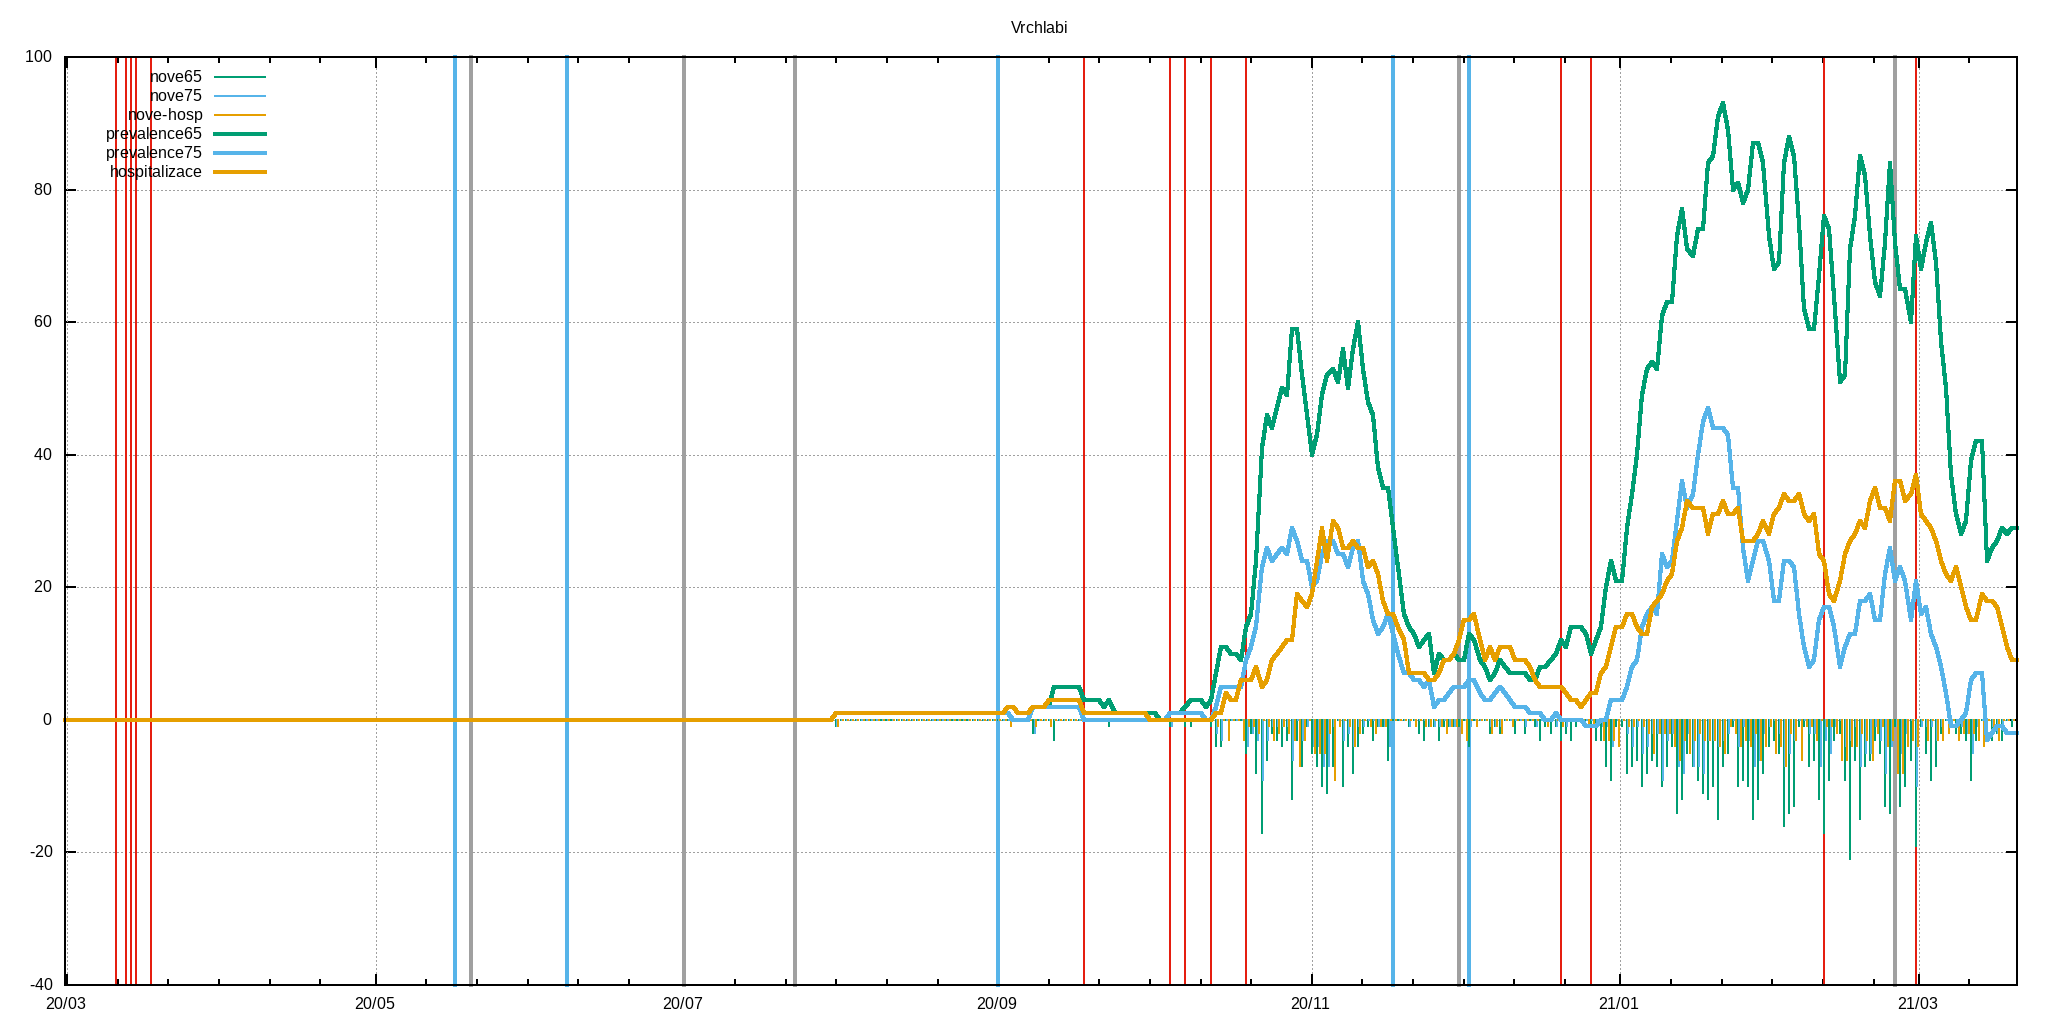 Vrchlabi
100
80
60
40
20
0
-20
-40
nove65
nove75
nove-hosp
prevalence65
prevalence75
hospitalizace
20/03 20/05 20/07 20/09 20/11 21/01 21/03